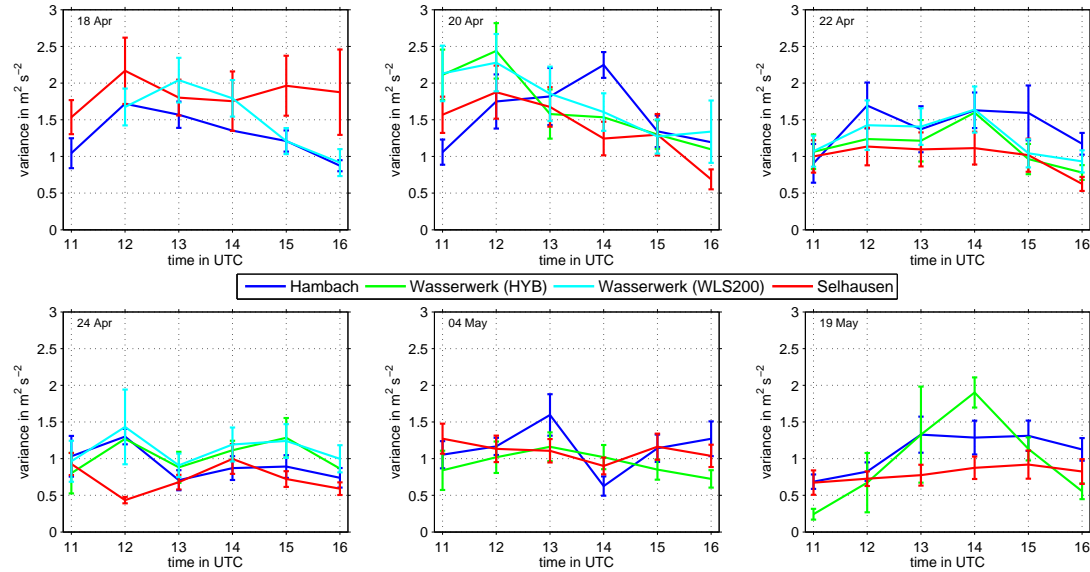 18 Apr
variance in m² s⁻²
3
2.5
2
1.5
1
0.5
0
11 12 13 14 15 16
time in UTC
20 Apr
variance in m² s⁻²
3
2.5
2
1.5
1
0.5
0
11 12 13 14 15 16
time in UTC
22 Apr
variance in m² s⁻²
3
2.5
2
1.5
1
0.5
0
11 12 13 14 15 16
time in UTC
Hambach Wasserwerk (HYB) Wasserwerk (WLS200) Selhausen
24 Apr
variance in m² s⁻²
3
2.5
2
1.5
1
0.5
0
11 12 13 14 15 16
time in UTC
04 May
variance in m² s⁻²
3
2.5
2
1.5
1
0.5
0
11 12 13 14 15 16
time in UTC
19 May
variance in m² s⁻²
3
2.5
2
1.5
1
0.5
0
11 12 13 14 15 16
time in UTC